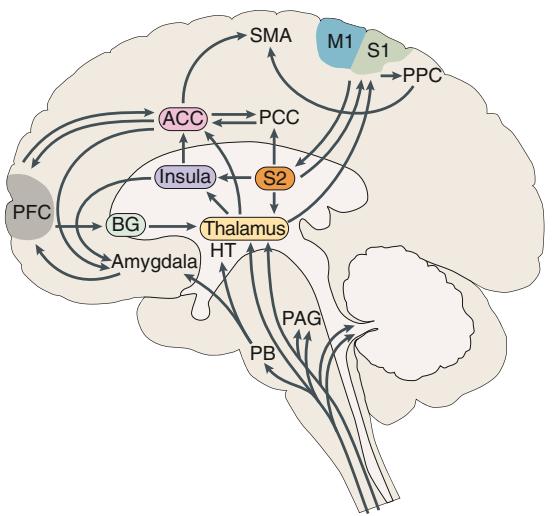 SMA
M1
S1
PPC
ACC
PCC
Insula
S2
PFC
BG
Thalamus
HT
Amygdala
PAG
PB